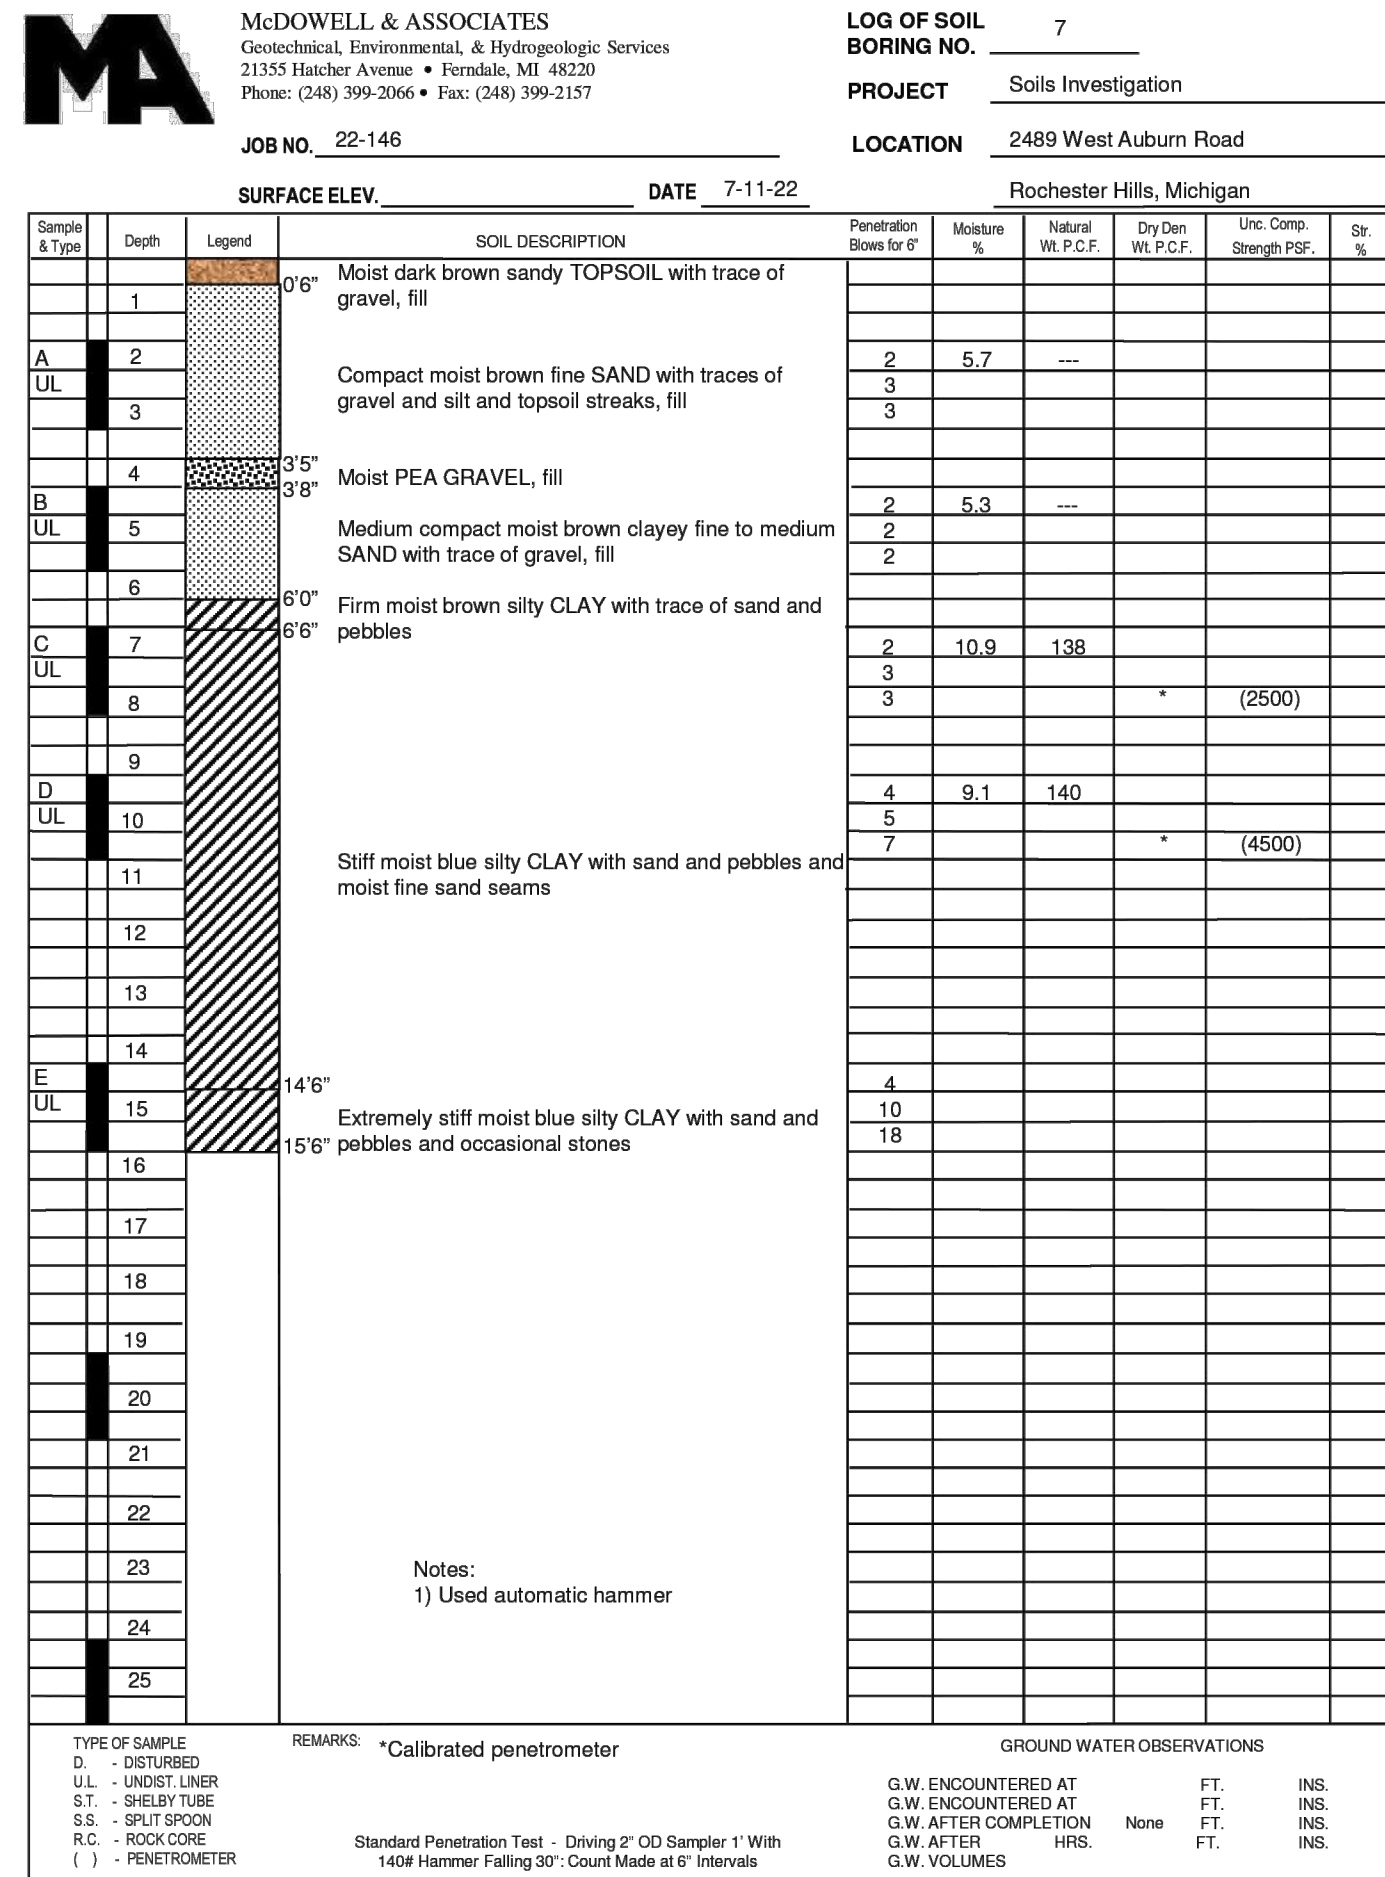 MA
McDOWELL & ASSOCIATES
Geotechnical, Environmental, & Hydrogeologic Services
21355 Hatcher Avenue • Ferndale, MI 48220
Phone: (248) 399-2066 • Fax: (248) 399-2157
LOG OF SOIL
BORING NO. 7
PROJECT Soils Investigation
JOB NO. 22-146
LOCATION 2489 West Auburn Road
SURFACE ELEV. DATE 7-11-22
Rochester Hills, Michigan
Sample & Type Depth Legend SOIL DESCRIPTION Penetration Blows for 6" Moisture % Natural Wt. P.C.F. Dry Den Wt. P.C.F. Unc. Comp. Strength PSF. Str. %
Moist dark brown sandy TOPSOIL with trace of
0'6"
1 gravel, fill
A 2 2 5.7 ---
UL Compact moist brown fine SAND with traces of 3
3 gravel and silt and topsoil streaks, fill 3
3'5"
4 Moist PEA GRAVEL, fill
3'8"
B 2 5.3 ---
UL 5 Medium compact moist brown clayey fine to medium 2
SAND with trace of gravel, fill 2
6
6'0" Firm moist brown silty CLAY with trace of sand and
6'6" pebbles
C 7 2 10.9 138
UL 3
8 3 * (2500)
9
D 4 9.1 140
UL 10 5
7 * (4500)
Stiff moist blue silty CLAY with sand and pebbles and
11 moist fine sand seams
12
13
14
E 14'6" 4
UL 15 10
Extremely stiff moist blue silty CLAY with sand and
18
15'6" pebbles and occasional stones
16
17
18
19
20
21
22
23 Notes:
1) Used automatic hammer
24
25
TYPE OF SAMPLE
D. - DISTURBED
U.L. - UNDIST. LINER
S.T. - SHELBY TUBE
S.S. - SPLIT SPOON
R.C. - ROCK CORE
( ) - PENETROMETER
REMARKS: *Calibrated penetrometer
Standard Penetration Test - Driving 2" OD Sampler 1' With
140# Hammer Falling 30": Count Made at 6" Intervals
GROUND WATER OBSERVATIONS
G.W. ENCOUNTERED AT FT. INS.
G.W. ENCOUNTERED AT FT. INS.
G.W. AFTER COMPLETION None FT. INS.
G.W. AFTER HRS. FT. INS.
G.W. VOLUMES